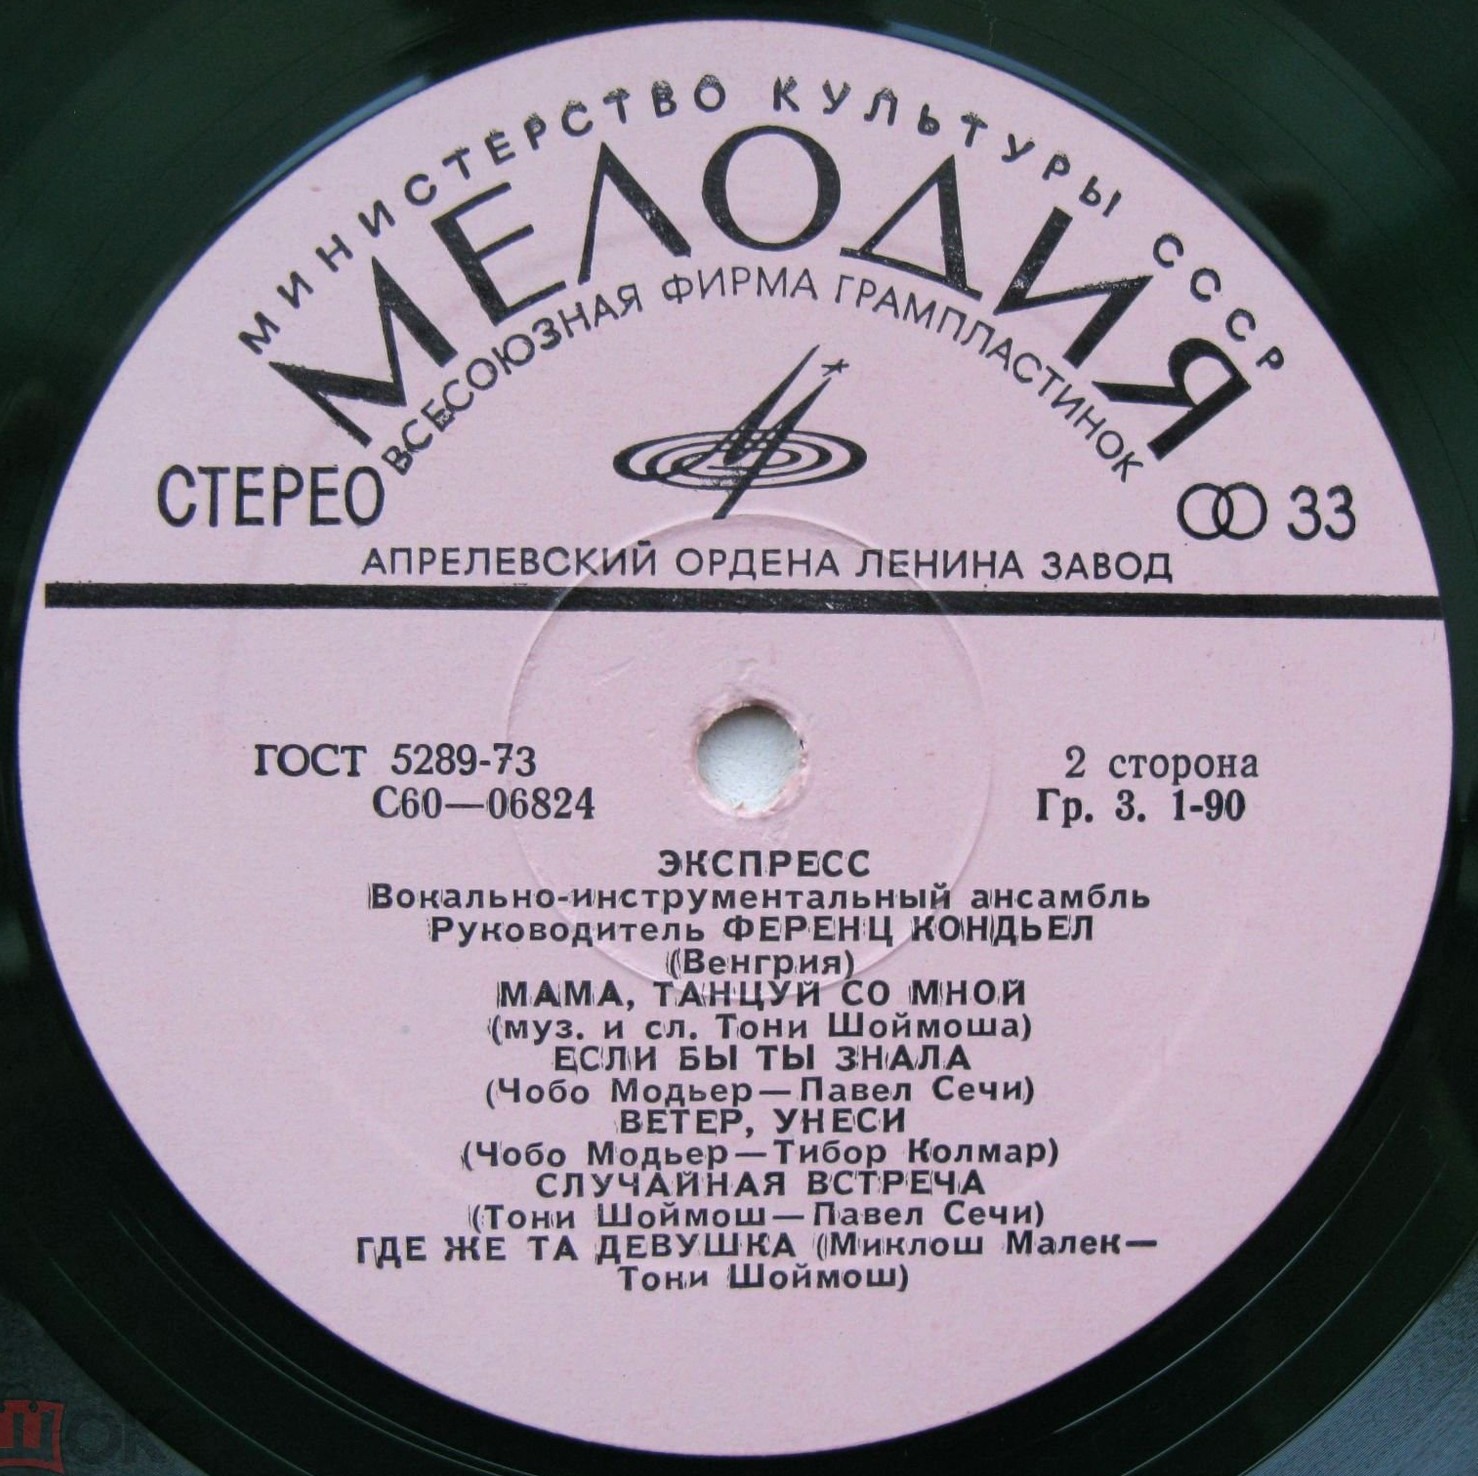 МИНИСТЕРСТВО КУЛЬТУРЫ СССР
МЕЛОДИЯ
ВСЕСОЮЗНАЯ ФИРМА ГРАМПЛАСТИНОК
СТЕРЕО
33
АПРЕЛЕВСКИЙ ОРДЕНА ЛЕНИНА ЗАВОД
ГОСТ 5289-73
2 сторона
С60—06824
Гр. 3. 1-90
ЭКСПРЕСС
Вокально-инструментальный ансамбль
Руководитель ФЕРЕНЦ КОНДЬЕЛ
(Венгрия)
МАМА, ТАНЦУЙ СО МНОЙ
(муз. и сл. Тони Шоймоша)
ЕСЛИ БЫ ТЫ ЗНАЛА
(Чобо Модьер—Павел Сечи)
ВЕТЕР, УНЕСИ
(Чобо Модьер—Тибор Колмар)
СЛУЧАЙНАЯ ВСТРЕЧА
(Тони Шоймош—Павел Сечи)
ГДЕ ЖЕ ТА ДЕВУШКА (Миклош Малек—
Тони Шоймош)